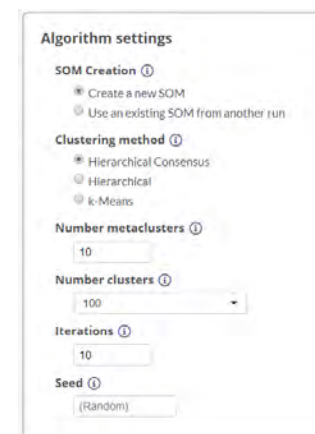 Algorithm settings
SOM Creation
Create a new SOM
Use an existing SOM from another run
Clustering method
Hierarchical Consensus
Hierarchical
k-Means
Number metaclusters
10
Number clusters
100
Iterations
10
Seed
(Random)